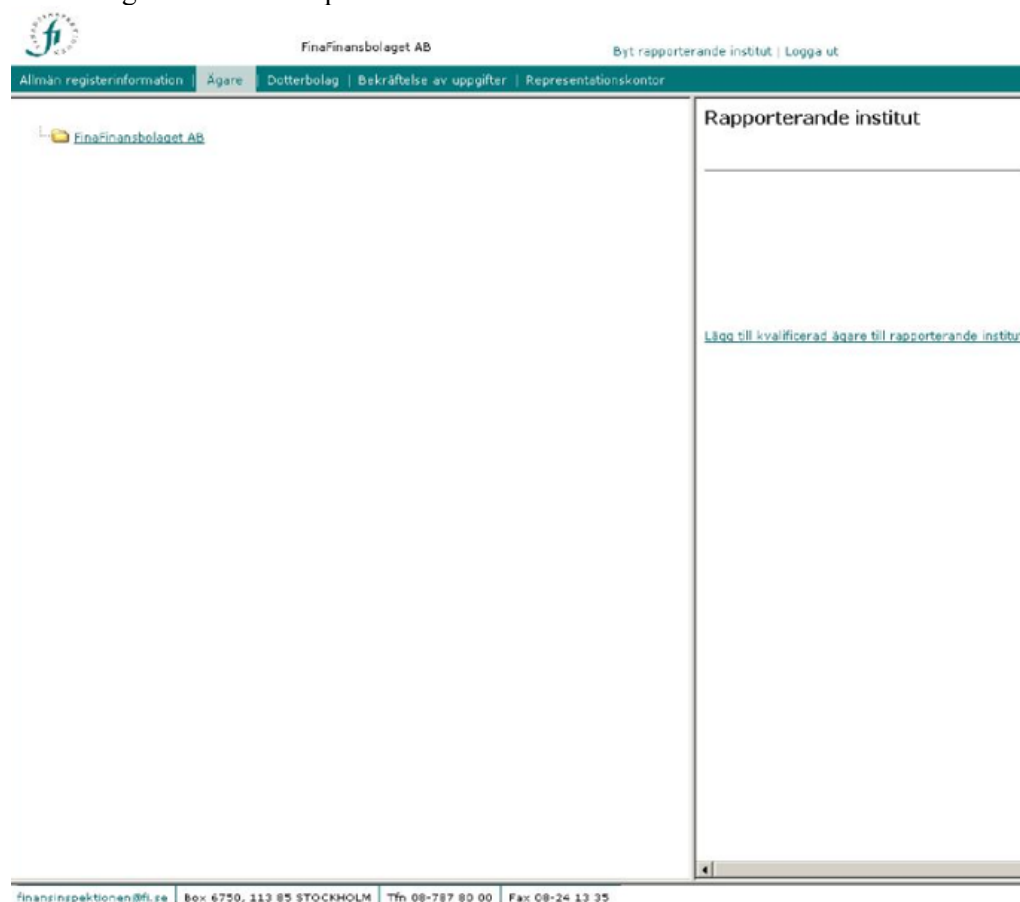 FinaFinansbolaget AB
Byt rapporterande institut | Logga ut
Allmän registerinformation | Ägare | Dotterbolag | Bekräftelse av uppgifter | Representationskontor
FinaFinansbolaget AB
Rapporterande institut
Lägg till kvalificerad ägare till rapporterande institut
finansinspektionen@fi.se | Box 6750, 113 85 STOCKHOLM | Tfn 08-787 80 00 | Fax 08-24 13 35